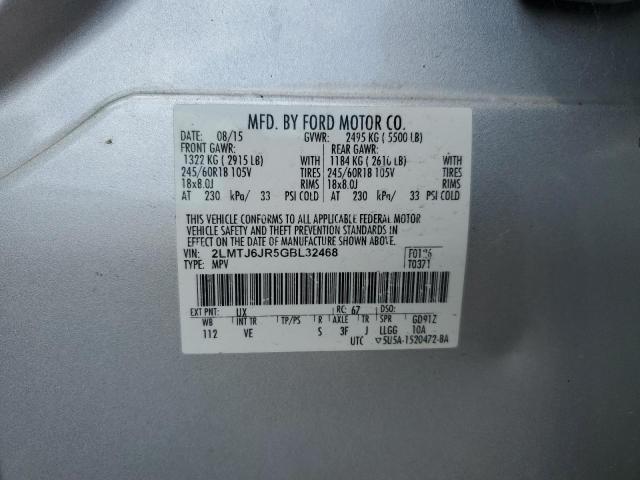 MFD. BY FORD MOTOR CO.
DATE: 08/15 GVWR: 2495 KG ( 5500 LB)
FRONT GAWR: REAR GAWR:
1322 KG ( 2915 LB) WITH 1184 KG ( 2610 LB) WITH
245/60R18 105V TIRES 245/60R18 105V TIRES
18x8.0J RIMS 18x8.0J RIMS
AT 230 kPa/ 33 PSI COLD AT 230 kPa/ 33 PSI COLD
THIS VEHICLE CONFORMS TO ALL APPLICABLE FEDERAL MOTOR
VEHICLE SAFETY AND THEFT PREVENTION STANDARDS IN
EFFECT ON THE DATE OF MANUFACTURE SHOWN ABOVE.
VIN: 2LMTJ6JR5GBL32468
TYPE: MPV
T0371
EXT PNT: UX RC: 67 DSO:
WB INT TR TP/PS R AXLE TR SPR GD91Z
112 VE S 3F J LLGG 10A
UTC ▽5U5A-1520472-BA